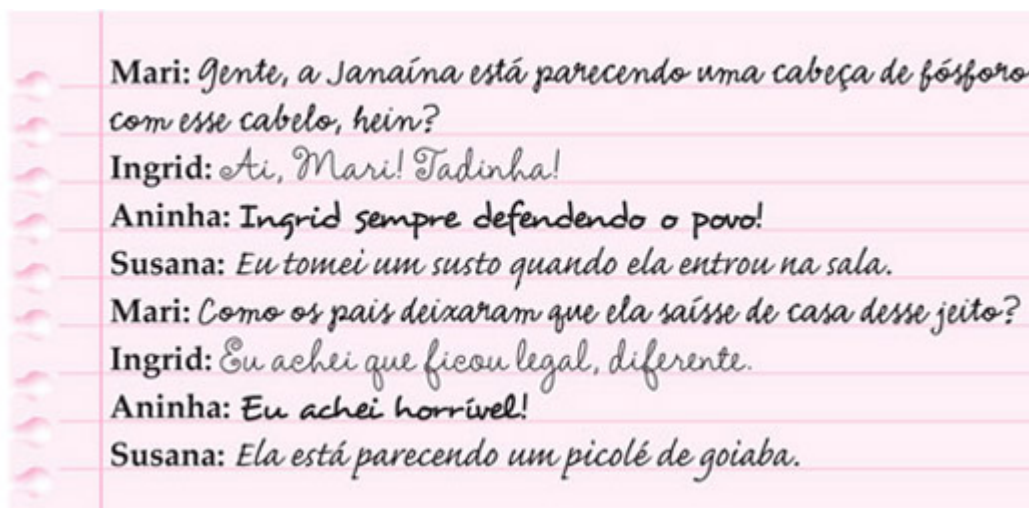 Mari: Gente, a Janaína está parecendo uma cabeça de fósforo
com esse cabelo, hein?
Ingrid: Ai, Mari! Tadinha!
Aninha: Ingrid sempre defendendo o povo!
Susana: Eu tomei um susto quando ela entrou na sala.
Mari: Como os pais deixaram que ela saísse de casa desse jeito?
Ingrid: Eu achei que ficou legal, diferente.
Aninha: Eu achei horrível!
Susana: Ela está parecendo um picolé de goiaba.